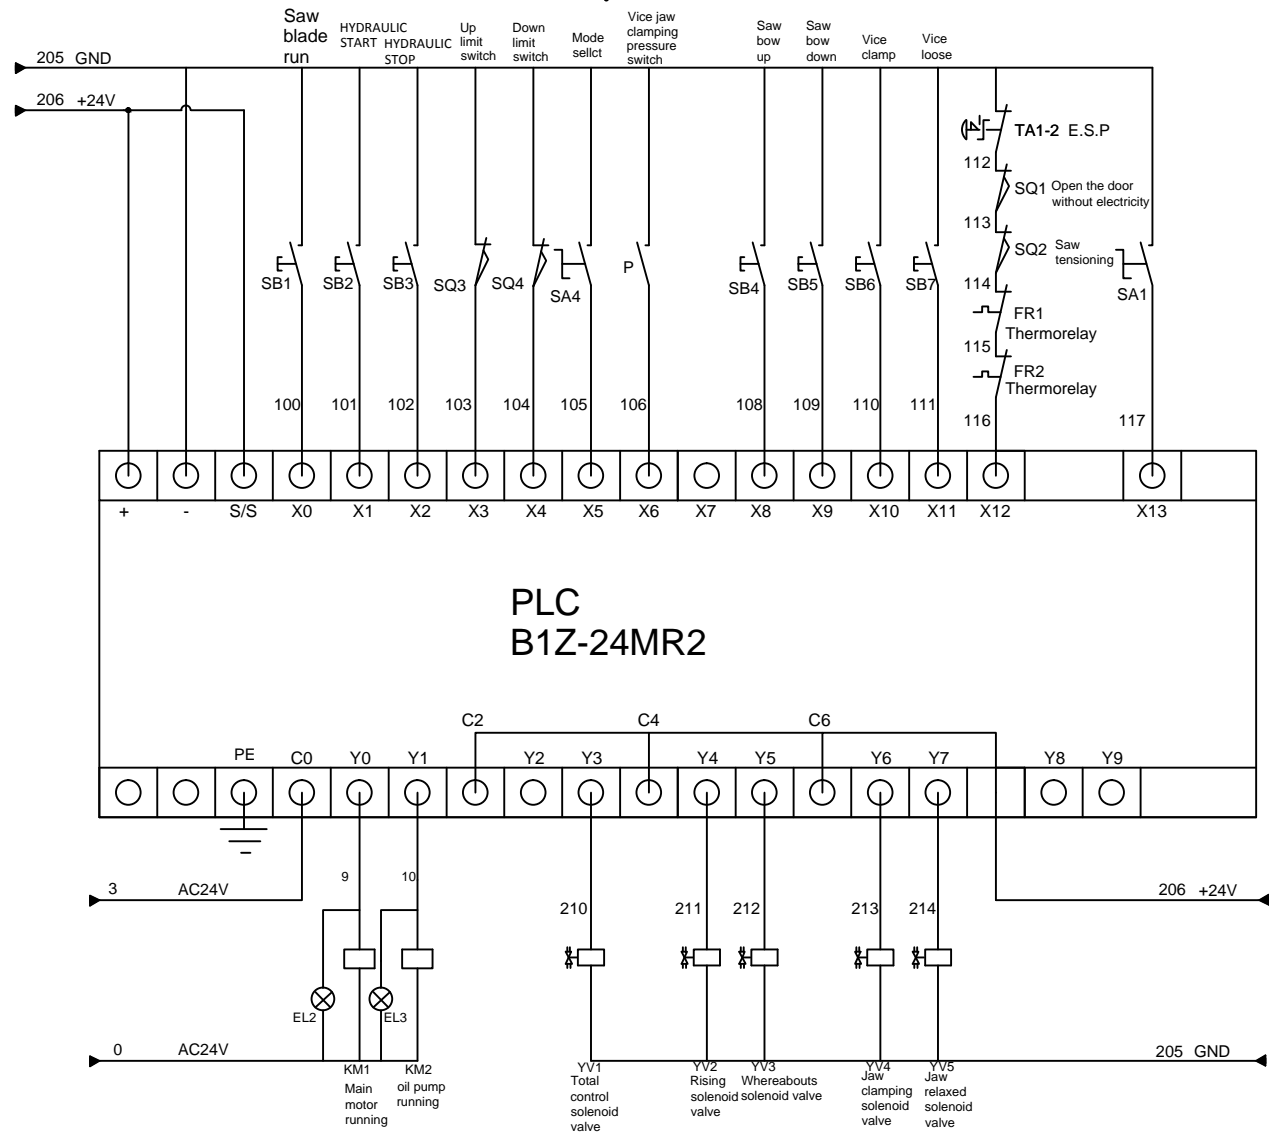 Saw
blade
run
HYDRAULIC
START
HYDRAULIC
STOP
Up
limit
switch
Down
limit
switch
Mode
sellct
Vice jaw
clamping
pressure
switch
Saw
bow
up
Saw
bow
down
Vice
clamp
Vice
loose
205 GND
206 +24V
TA1-2 E.S.P
112
SQ1 Open the door
without electricity
113
SQ2 Saw
tensioning
114
FR1
Thermorelay
115
FR2
Thermorelay
116
SB1
SB2
SB3
SQ3
SQ4
SA4
P
SB4
SB5
SB6
SB7
SA1
100
101
102
103
104
105
106
108
109
110
111
117
+
-
S/S
X0
X1
X2
X3
X4
X5
X6
X7
X8
X9
X10
X11
X12
X13
PLC
B1Z-24MR2
C2
C4
C6
PE
C0
Y0
Y1
Y2
Y3
Y4
Y5
Y6
Y7
Y8
Y9
3 AC24V
9
10
206 +24V
210
211
212
213
214
EL2
EL3
0 AC24V
205 GND
KM1
Main
motor
running
KM2
oil pump
running
YV1
Total
control
solenoid
valve
YV2
Rising
solenoid
valve
YV3
Whereabouts
solenoid valve
YV4
Jaw
clamping
solenoid
valve
YV5
Jaw
relaxed
solenoid
valve